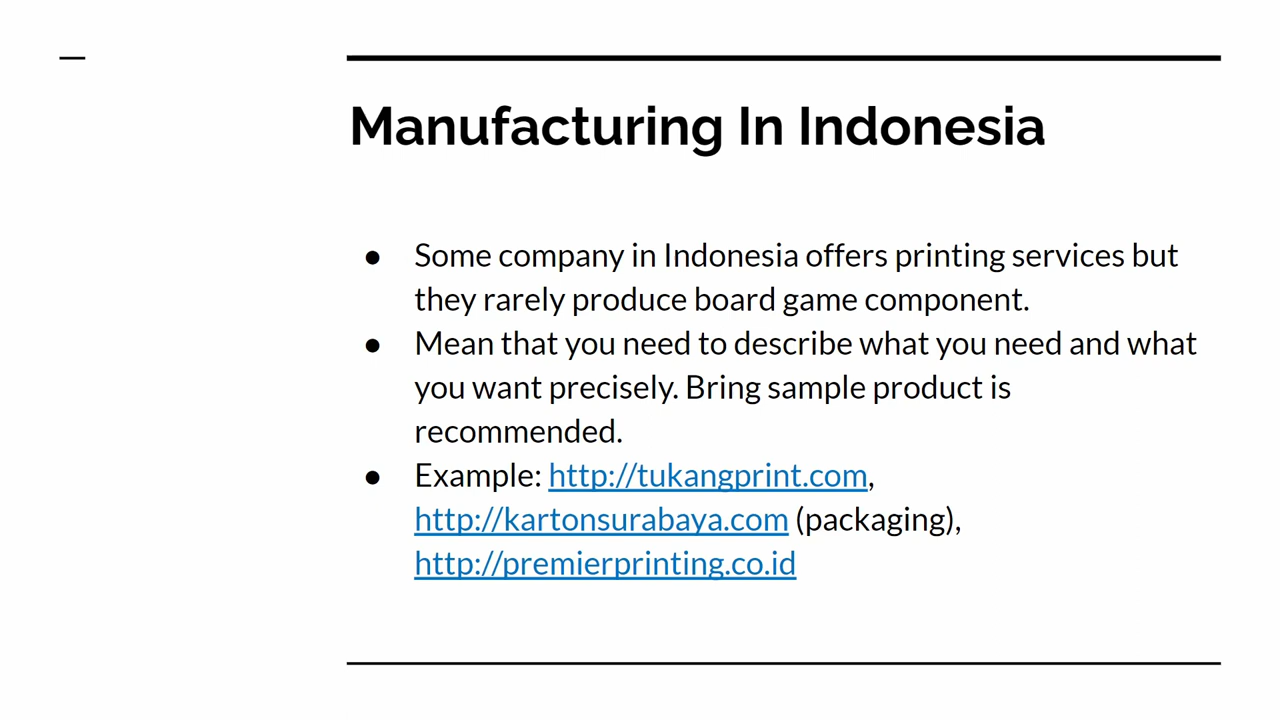 Manufacturing In Indonesia
● Some company in Indonesia offers printing services but
they rarely produce board game component.
● Mean that you need to describe what you need and what
you want precisely. Bring sample product is
recommended.
● Example: http://tukangprint.com,
http://kartonsurabaya.com (packaging),
http://premierprinting.co.id